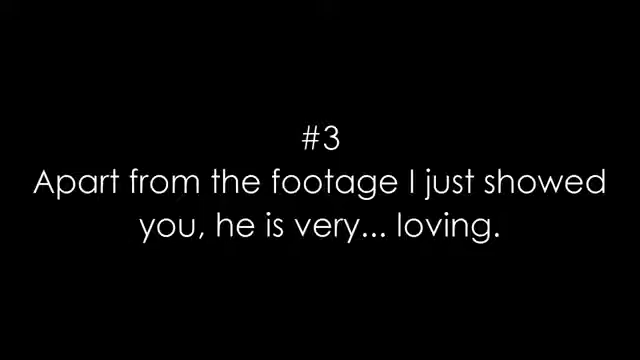 #3
Apart from the footage I just showed
you, he is very... loving.